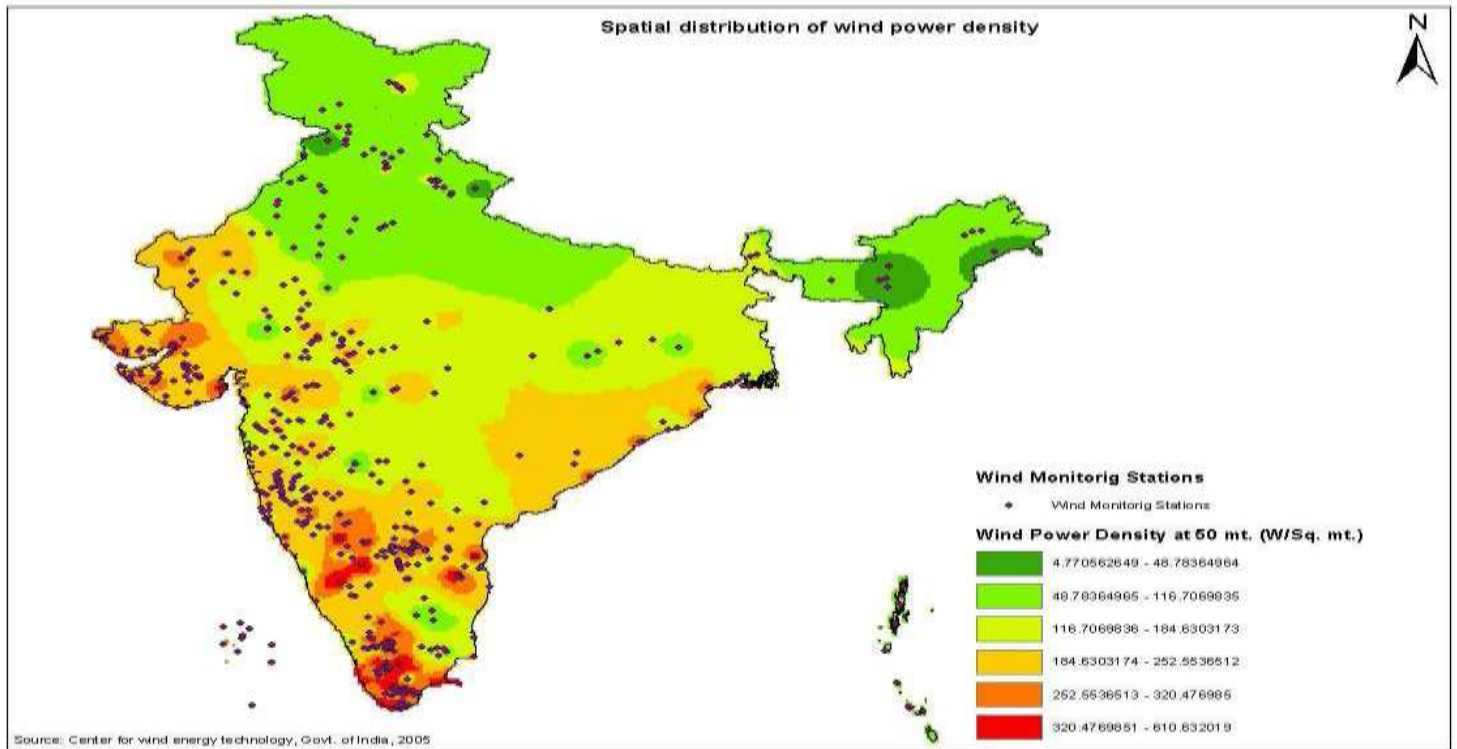 Spatial distribution of wind power density
N
Wind Monitorig Stations
Wind Monitorig Stations
Wind Power Density at 50 mt. (W/Sq. mt.)
4.770562649 - 48.78364964
48.78364965 - 116.7069835
116.7069836 - 184.6303173
184.6303174 - 252.5536512
252.5536513 - 320.476985
320.4769851 - 610.632019
Source: Center for wind energy technology, Govt. of India, 2005